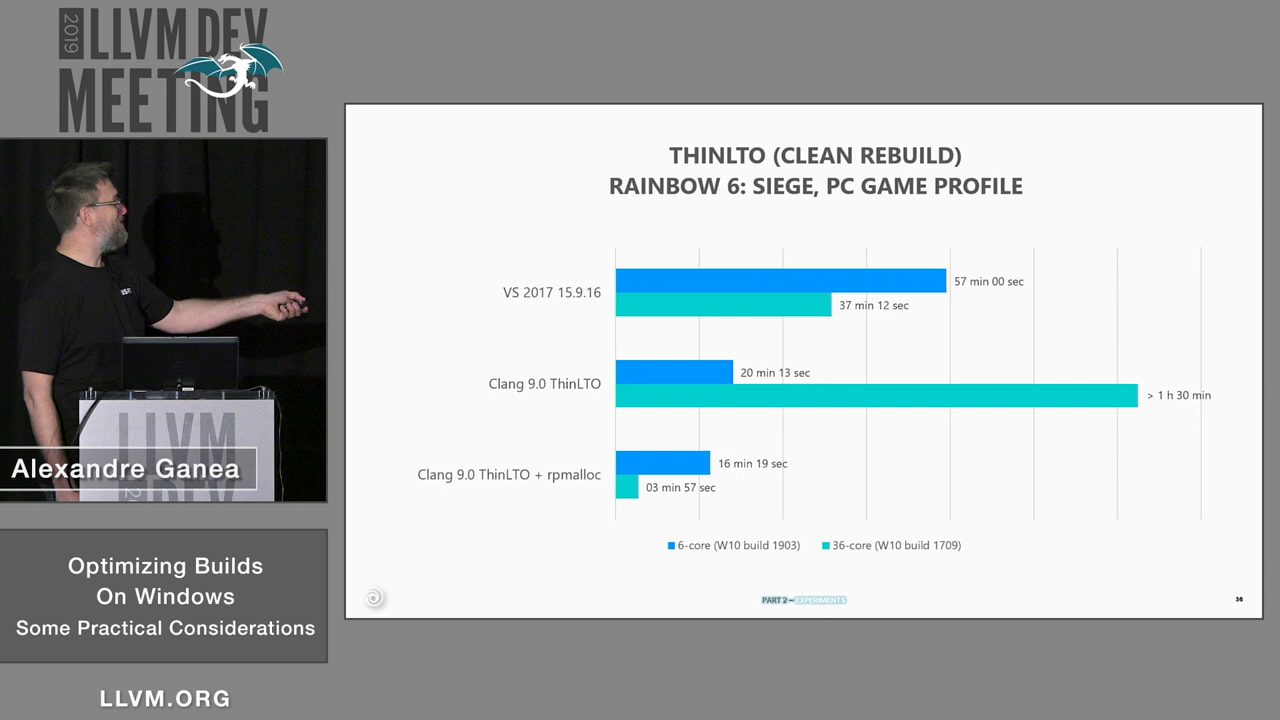 2019
LLVM DEV
MEETING
THINLTO (CLEAN REBUILD)
RAINBOW 6: SIEGE, PC GAME PROFILE
VS 2017 15.9.16
57 min 00 sec
37 min 12 sec
Clang 9.0 ThinLTO
20 min 13 sec
> 1 h 30 min
Clang 9.0 ThinLTO + rpmalloc
16 min 19 sec
03 min 57 sec
6-core (W10 build 1903)
36-core (W10 build 1709)
PART 2 – EXPERIMENTS
36
LLVM
Alexandre Ganea
Optimizing Builds
On Windows
Some Practical Considerations
LLVM.ORG